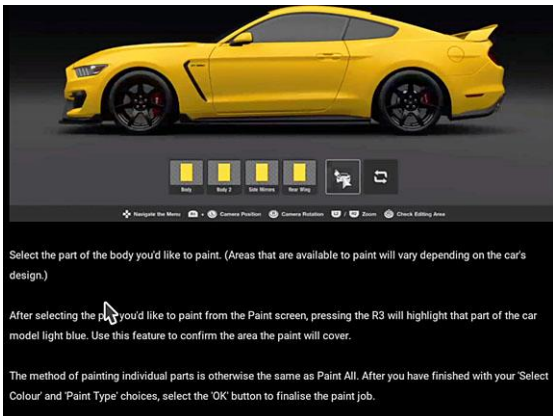 Body
Body 2
Side Mirrors
Rear Wing
Navigate the Menu
Camera Position
Camera Rotation
Zoom
Check Editing Area
Select the part of the body you'd like to paint. (Areas that are available to paint will vary depending on the car's
design.)
After selecting the you'd like to paint from the Paint screen, pressing the R3 will highlight that part of the car
model light blue. Use this feature to confirm the area the paint will cover.
The method of painting individual parts is otherwise the same as Paint All. After you have finished with your 'Select
Colour' and 'Paint Type' choices, select the 'OK' button to finalise the paint job.